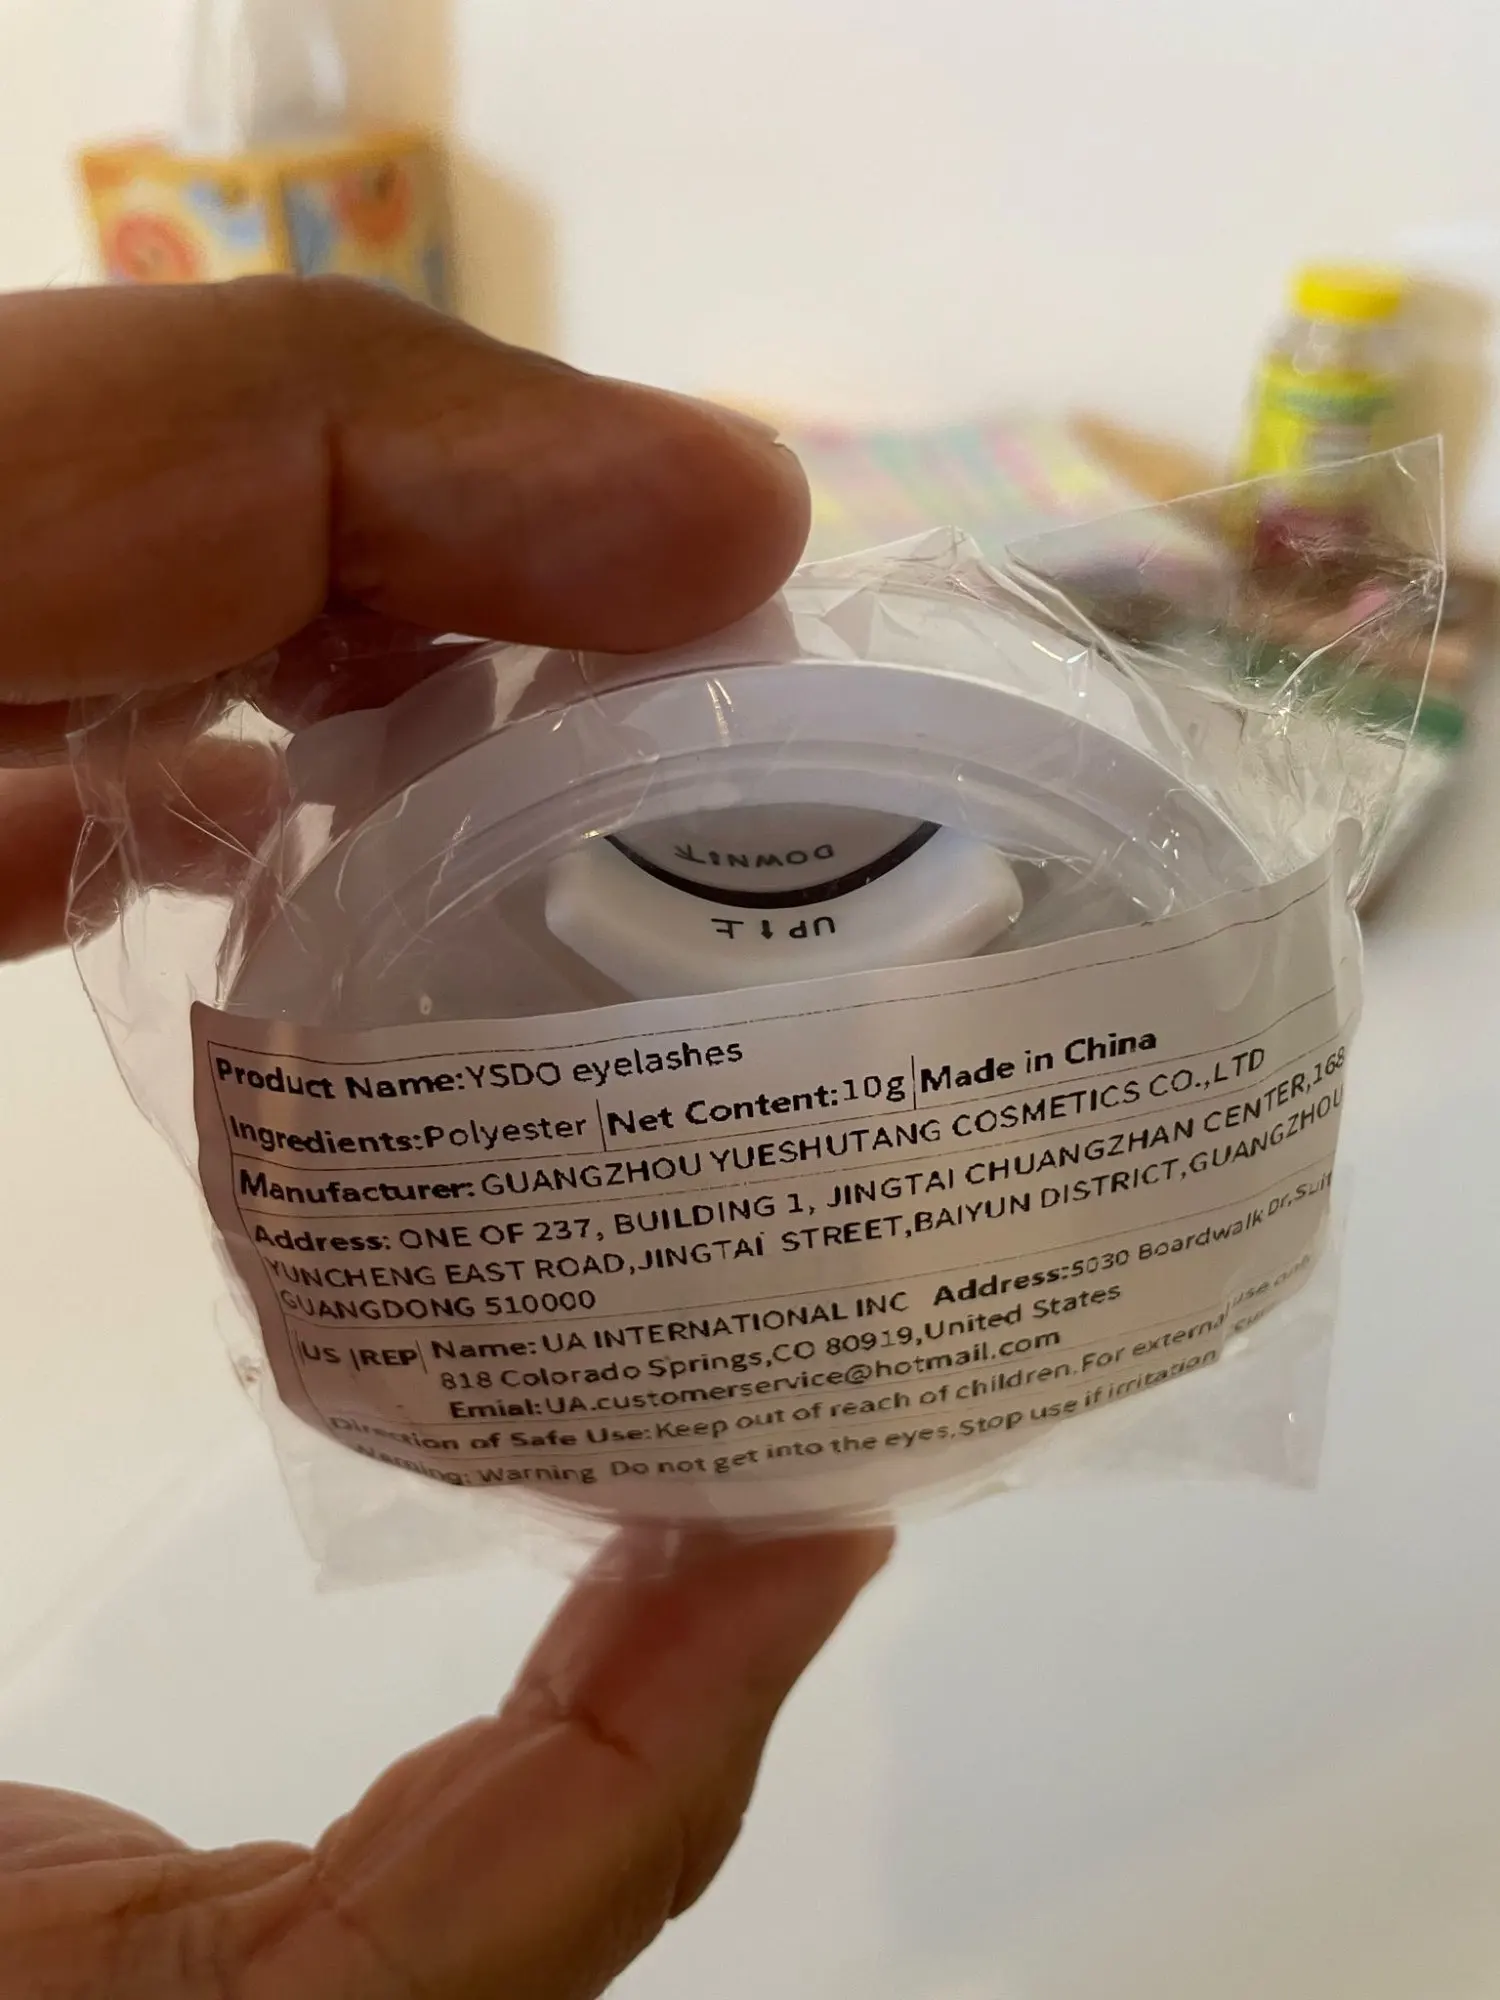 DOWN 下
UP 上
Product Name:YSDO eyelashes
Ingredients:Polyester |Net Content:10g|Made in China
Manufacturer:GUANGZHOU YUESHUTANG COSMETICS CO.,LTD
Address: ONE OF 237, BUILDING 1, JINGTAI CHUANGZHAN CENTER,168
YUNCHENG EAST ROAD,JINGTAI STREET,BAIYUN DISTRICT,GUANGZHOU
GUANGDONG 510000
|US |REP| Name:UA INTERNATIONAL INC Address:5030 Boardwalk Dr,Suit
818 Colorado Springs,CO 80919,United States
Emial:UA.customerservice@hotmail.com
Direction of Safe Use:Keep out of reach of children.For external use only
Warning: Warning Do not get into the eyes,Stop use if irritation